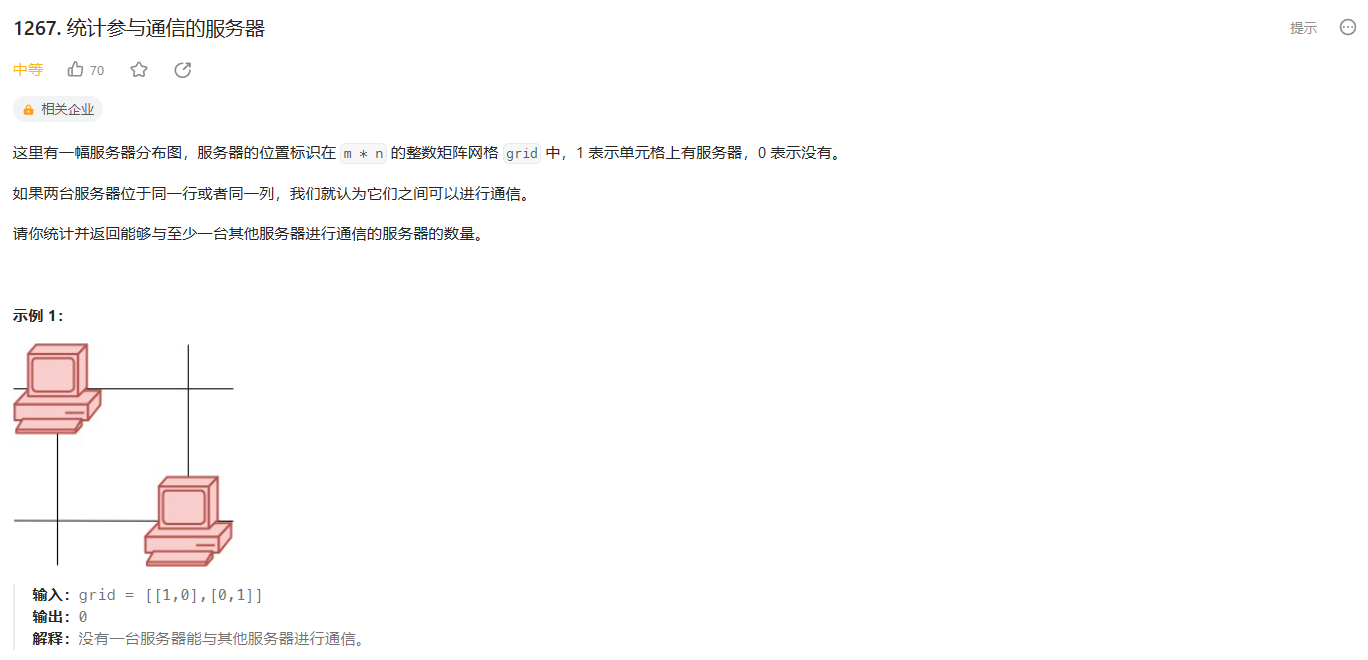 1267. 统计参与通信的服务器
提示
中等
70
相关企业
这里有一幅服务器分布图，服务器的位置标识在 m * n 的整数矩阵网格 grid 中，1 表示单元格上有服务器，0 表示没有。
如果两台服务器位于同一行或者同一列，我们就认为它们之间可以进行通信。
请你统计并返回能够与至少一台其他服务器进行通信的服务器的数量。
示例 1：
输入：grid = [[1,0],[0,1]]
输出：0
解释：没有一台服务器能与其他服务器进行通信。